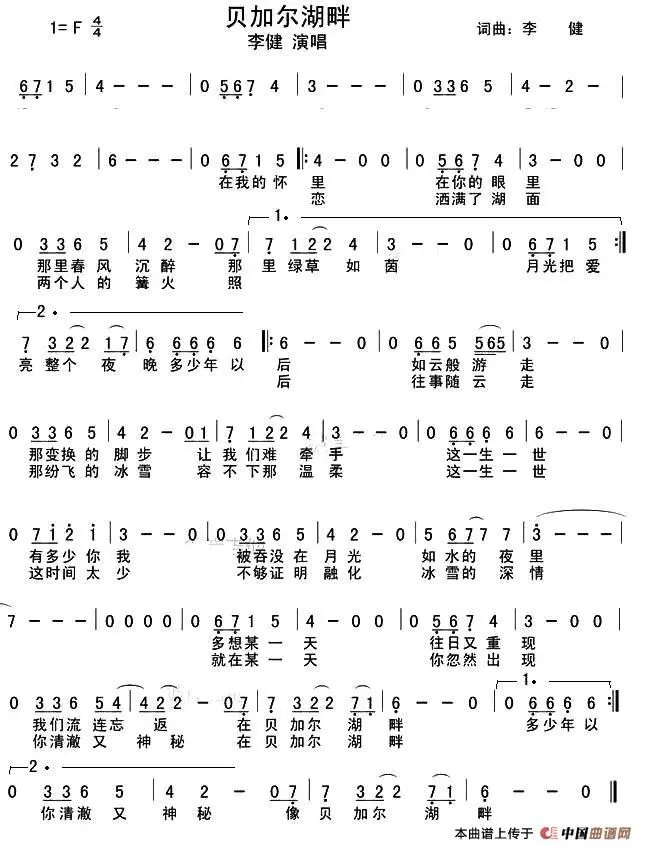 贝加尔湖畔
1= F 4/4
李健 演唱
词曲：李 健
6 7 1 5 | 4 - - - | 0 5 6 7 4 | 3 - - - | 0 3 3 6 5 | 4 - 2 - |
2 7 3 2 | 6 - - - | 0 6 7 1 5 |: 4 - 0 0 | 0 5 6 7 4 | 3 - 0 0 |
在我的怀 里 在你的眼 里
恋 洒满了湖 面
1.
0 3 3 6 5 | 4 2 - 0 7 | 7 1 2 2 4 | 3 - - 0 | 0 6 7 1 5 :|
那里春风 沉醉 那 里绿草 如 茵 月光把爱
两个人的 篝火 照
2.
7 3 2 2 1 7 | 6 6 6 6 6 |: 6 - - 0 | 0 6 6 5 5 6 5 | 3 - - 0 |
亮整个 夜 晚多少年以 后 如云般 游 走
后 往事随云 走
0 3 3 6 5 | 4 2 - 0 1 | 7 1 2 2 4 | 3 - - 0 | 0 6 6 6 6 |
那变换的 脚步 让 我们难 牵手 这一生一世
那纷飞的 冰雪 容 不下那 温柔 这一生一世
0 7 1 2 1 | 3 - - 0 | 0 3 3 6 5 | 4 2 - 0 | 5 6 7 7 7 | 3 - - - |
有多少你我 被吞没在 月光 如水的夜里
这时间太少 不够证明 融化 冰雪的深情
7 - - - | 0 0 0 0 | 0 6 7 1 5 | 4 - 0 0 | 0 5 6 7 4 | 3 - - 0 |
多想某一天 往日又重现
就在某一天 你忽然出现
1.
0 3 3 6 5 4 | 4 2 2 - 0 7 | 7 3 2 2 7 1 | 6 - - 0 | 0 6 6 6 6 :|
我们流 连忘 返 在 贝 加尔 湖 畔 多少年以
你清澈 又 神秘 在 贝 加尔 湖 畔
2.
0 3 3 6 5 | 4 2 2 - | 0 0 0 7 | 7 3 2 2 | 2 7 1 - | 6 - - 0 |
你清澈 又 神 秘 像 贝 加尔 湖 畔
本曲谱上传于 中国曲谱网